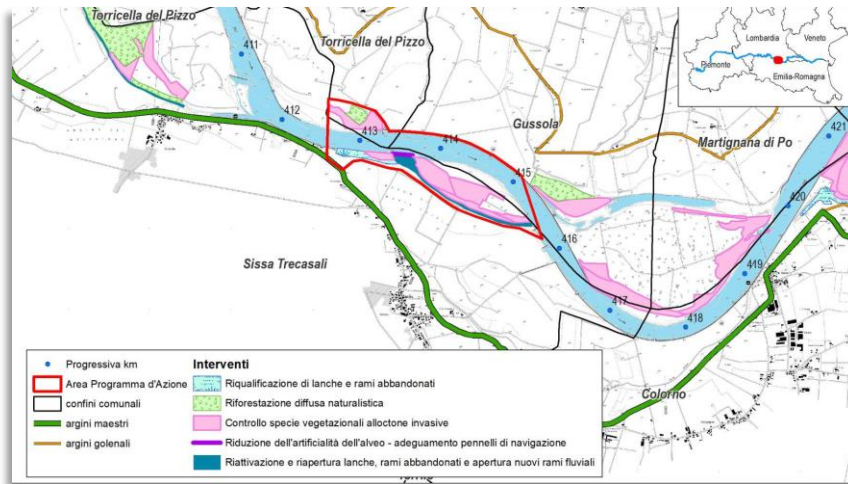 Torricella del Pizzo
Torricella del Pizzo
Lombardia
Veneto
Piemonte
Emilia-Romagna
411
412
413
414
415
Gussola
Martignana di Po
421
420
416
419
417
418
Sissa Trecasali
Colorno
Progressiva km
Area Programma d'Azione
confini comunali
argini maestri
argini golenali
Interventi
Riqualificazione di lanche e rami abbandonati
Riforestazione diffusa naturalistica
Controllo specie vegetazionali alloctone invasive
Riduzione dell'artificialità dell'alveo - adeguamento pennelli di navigazione
Riattivazione e riapertura lanche, rami abbandonati e apertura nuovi rami fluviali